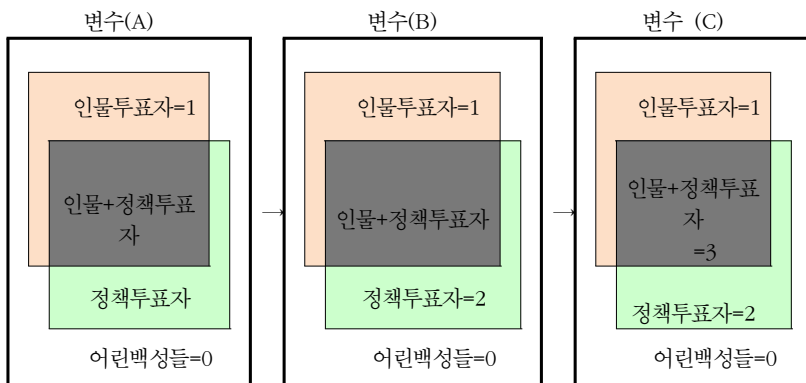 변수(A)
인물투표자=1
인물+정책투표
자
정책투표자
어린백성들=0
→
변수(B)
인물투표자=1
인물+정책투표자
정책투표자=2
어린백성들=0
→
변수 (C)
인물투표자=1
인물+정책투표
자
=3
정책투표자=2
어린백성들=0